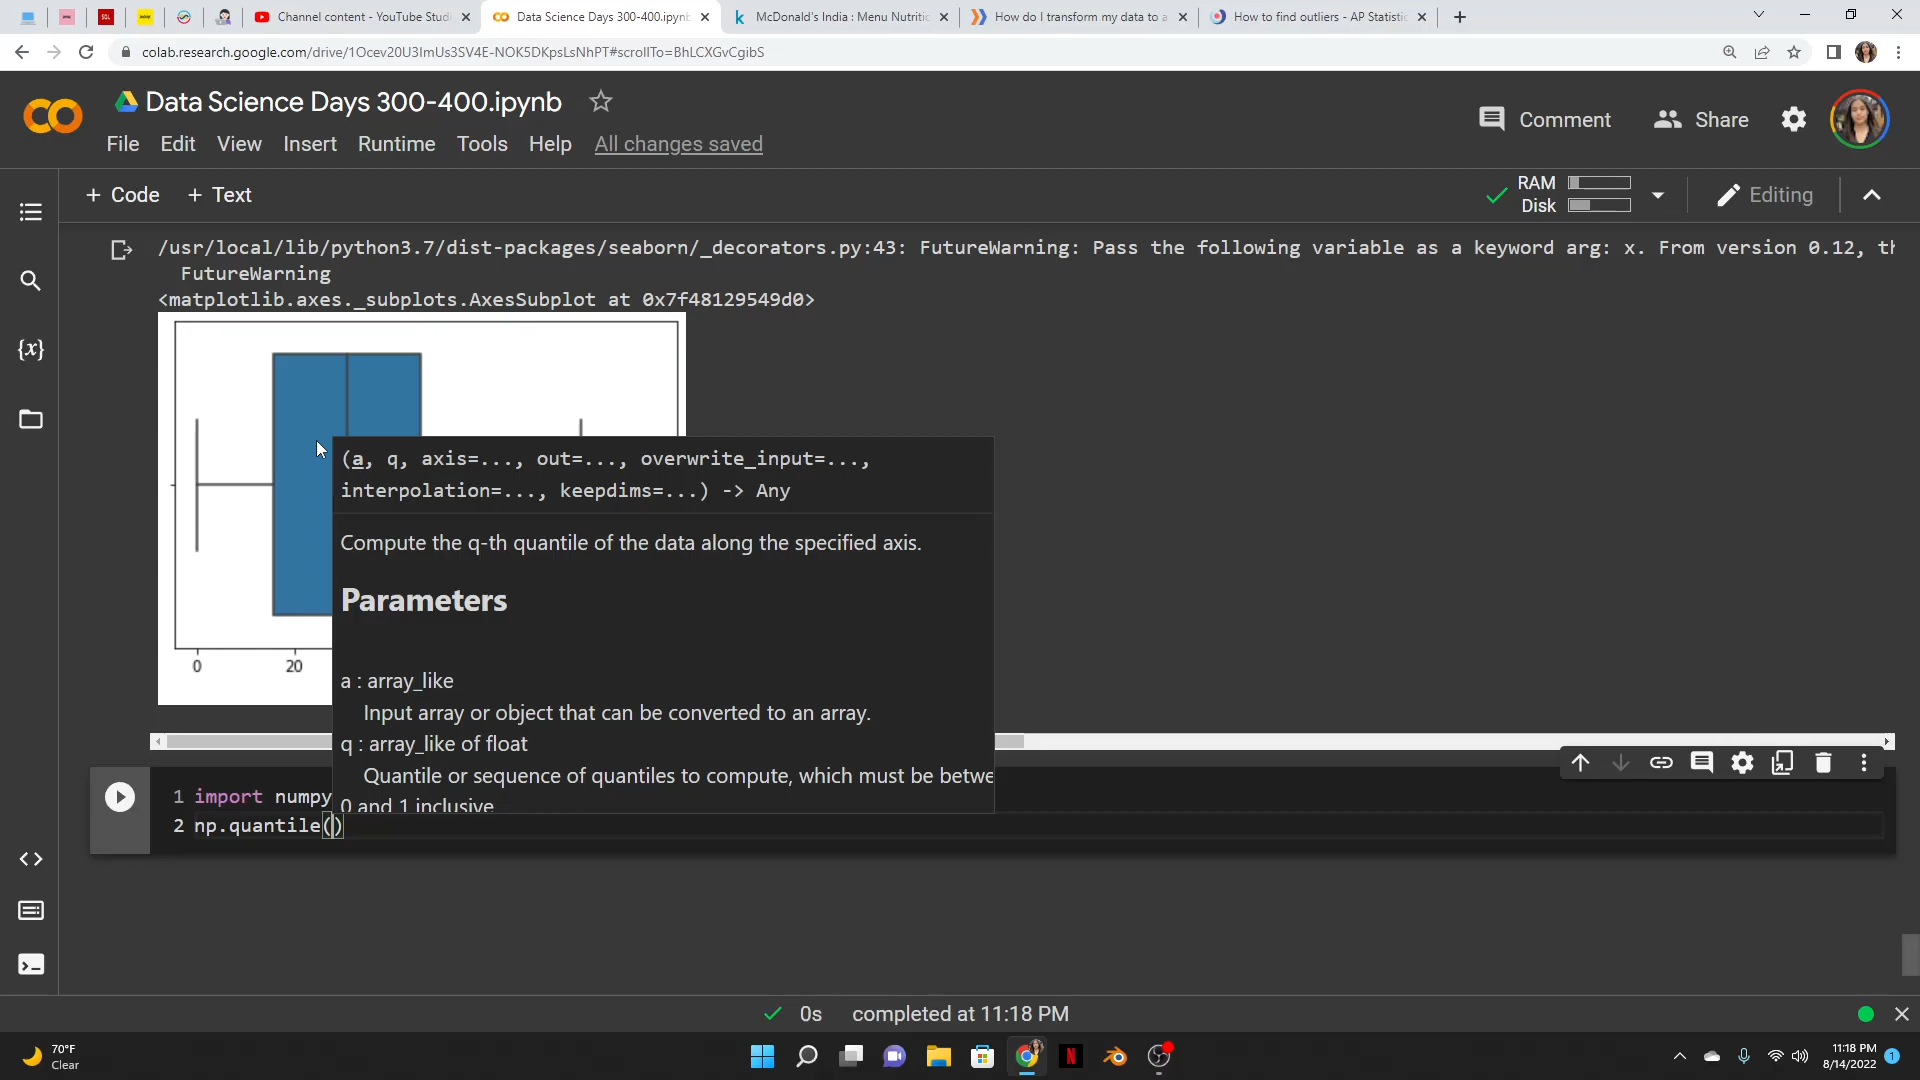 Channel content - YouTube Studi
Data Science Days 300-400.ipynb
McDonald's India : Menu Nutritic
How do I transform my data to a
How to find outliers - AP Statistic
colab.research.google.com/drive/1Ocev20U3ImUs3SV4E-NOK5DKpsLsNhPT#scrollTo=BhLCXGvCgibS
CO
Data Science Days 300-400.ipynb
Comment
Share
File Edit View Insert Runtime Tools Help All changes saved
+ Code + Text
RAM
Disk
Editing
/usr/local/lib/python3.7/dist-packages/seaborn/_decorators.py:43: FutureWarning: Pass the following variable as a keyword arg: x. From version 0.12, th
FutureWarning
<matplotlib.axes._subplots.AxesSubplot at 0x7f48129549d0>
{x}
(a, q, axis=..., out=..., overwrite_input=...,
interpolation=..., keepdims=...) -> Any
Compute the q-th quantile of the data along the specified axis.
Parameters
0 20
a : array_like
Input array or object that can be converted to an array.
q : array_like of float
Quantile or sequence of quantiles to compute, which must be betwe
0 and 1 inclusive
1 import numpy
2 np.quantile()
0s completed at 11:18 PM
70°F
Clear
11:18 PM
8/14/2022
1